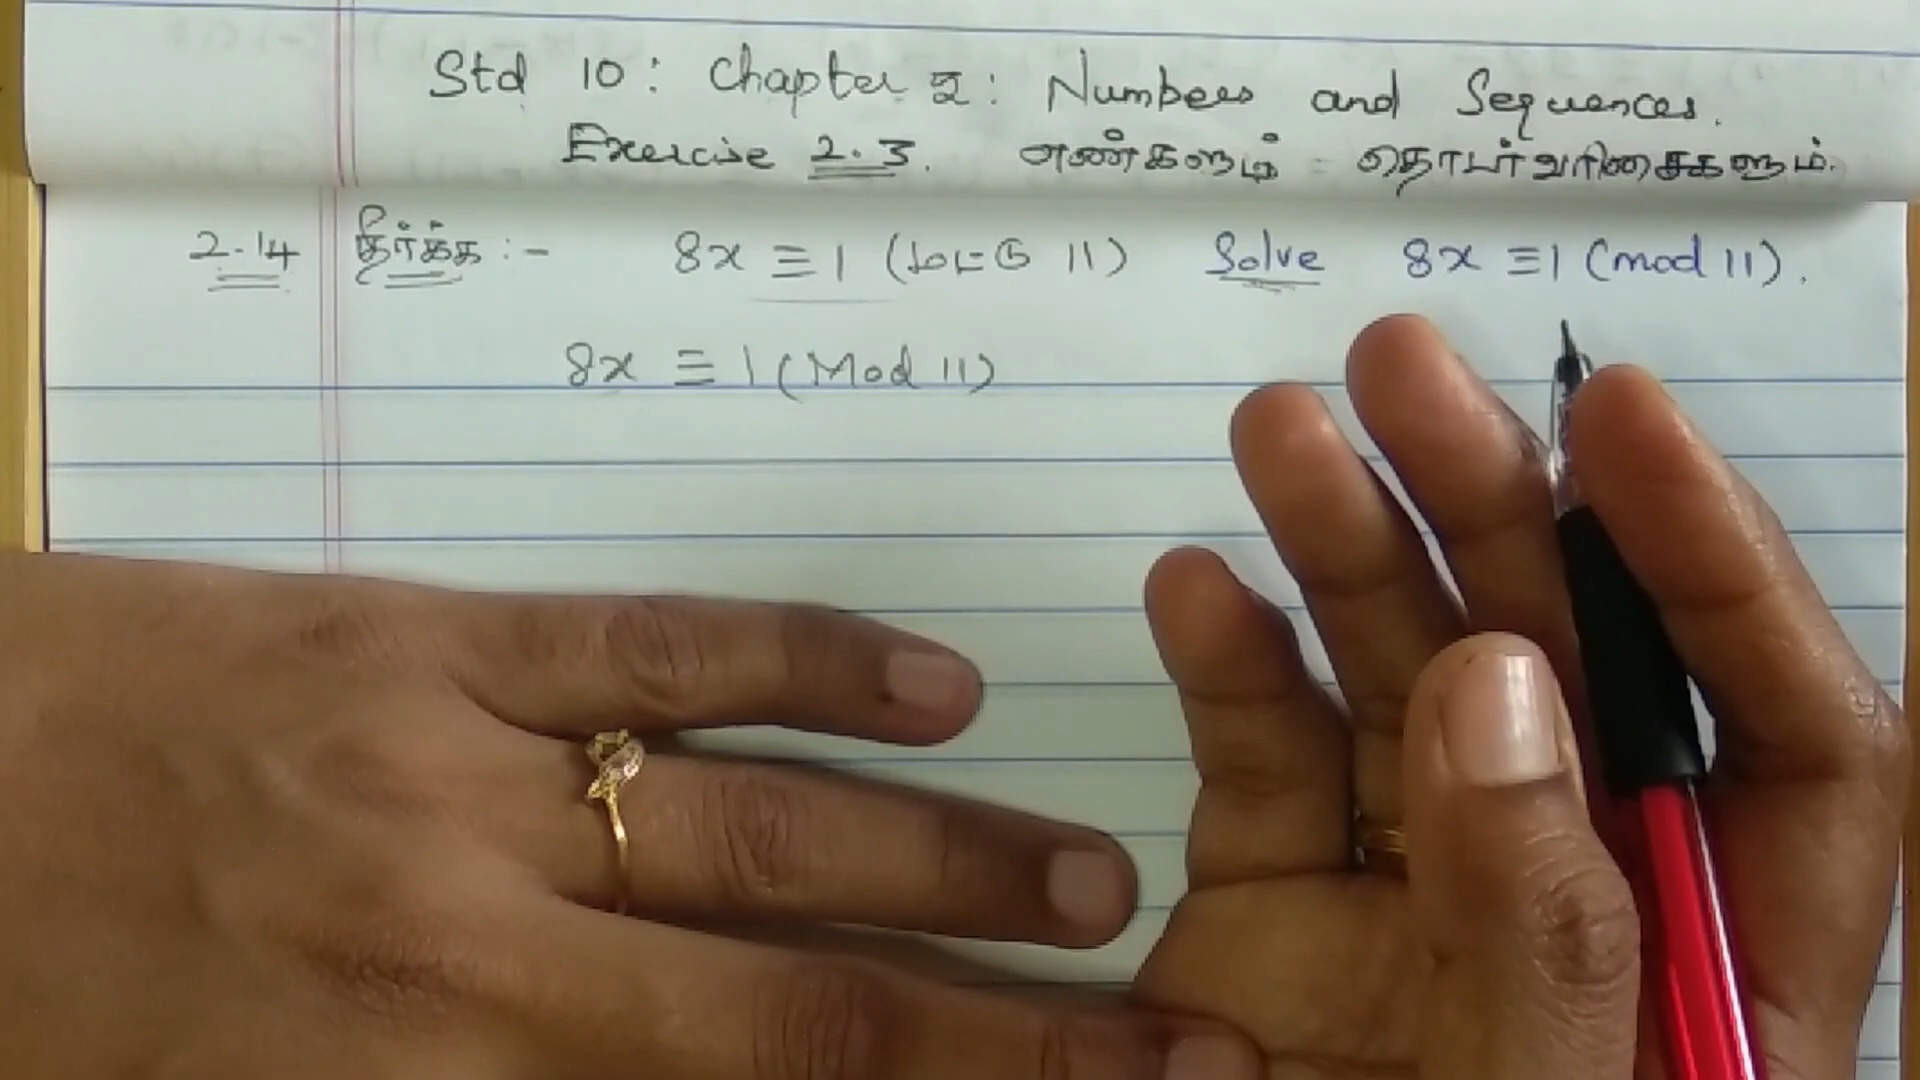 Std 10: Chapter 2: Numbers and Sequences.
Exercise 2.3. எண்களும் தொடர்வரிசைகளும்.
2.14 தீர்க்க :- 8x ≡ 1 (மட்டு 11) Solve 8x ≡ 1 (mod 11).
8x ≡ 1 (Mod 11)